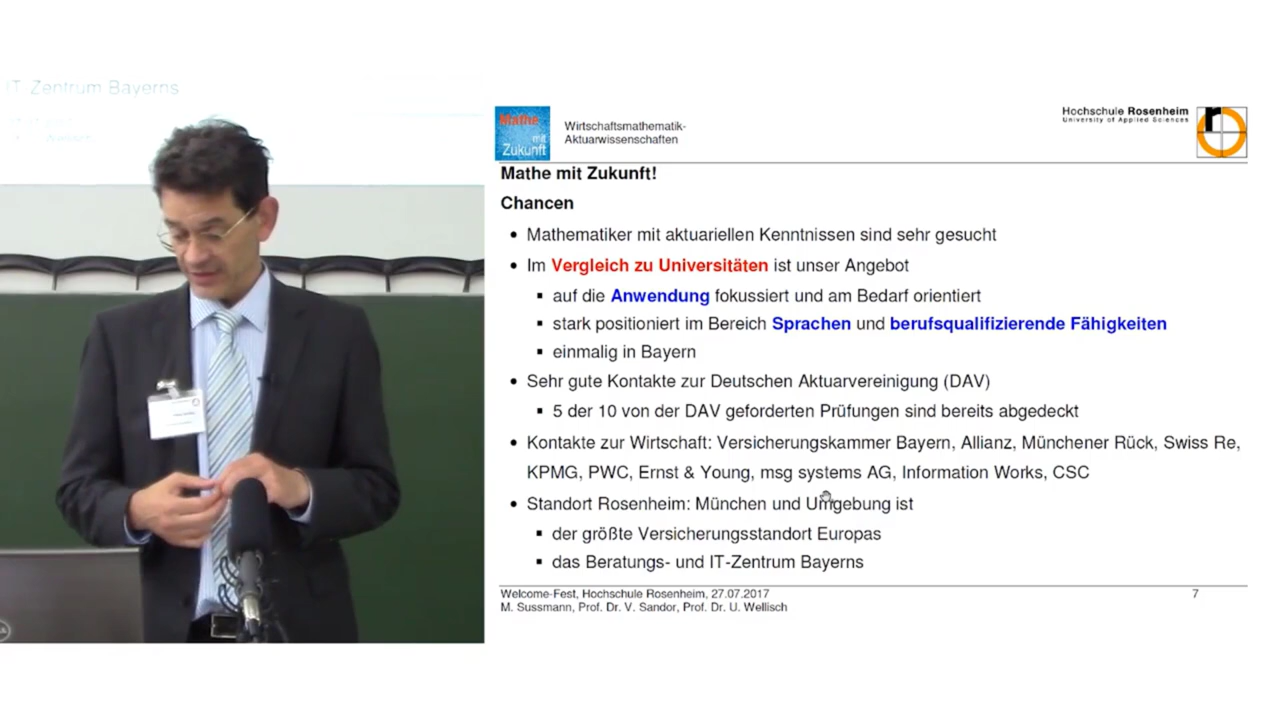 IT-Zentrum Bayerns
Mathe
mit
Zukunft
Wirtschaftsmathematik-
Aktuarwissenschaften
Hochschule Rosenheim
University of Applied Sciences
r
Mathe mit Zukunft!
Chancen
• Mathematiker mit aktuariellen Kenntnissen sind sehr gesucht
• Im Vergleich zu Universitäten ist unser Angebot
▪ auf die Anwendung fokussiert und am Bedarf orientiert
▪ stark positioniert im Bereich Sprachen und berufsqualifizierende Fähigkeiten
▪ einmalig in Bayern
• Sehr gute Kontakte zur Deutschen Aktuarvereinigung (DAV)
▪ 5 der 10 von der DAV geforderten Prüfungen sind bereits abgedeckt
• Kontakte zur Wirtschaft: Versicherungskammer Bayern, Allianz, Münchener Rück, Swiss Re,
KPMG, PWC, Ernst & Young, msg systems AG, Information Works, CSC
• Standort Rosenheim: München und Umgebung ist
▪ der größte Versicherungsstandort Europas
▪ das Beratungs- und IT-Zentrum Bayerns
Welcome-Fest, Hochschule Rosenheim, 27.07.2017
7
M. Sussmann, Prof. Dr. V. Sandor, Prof. Dr. U. Wellisch